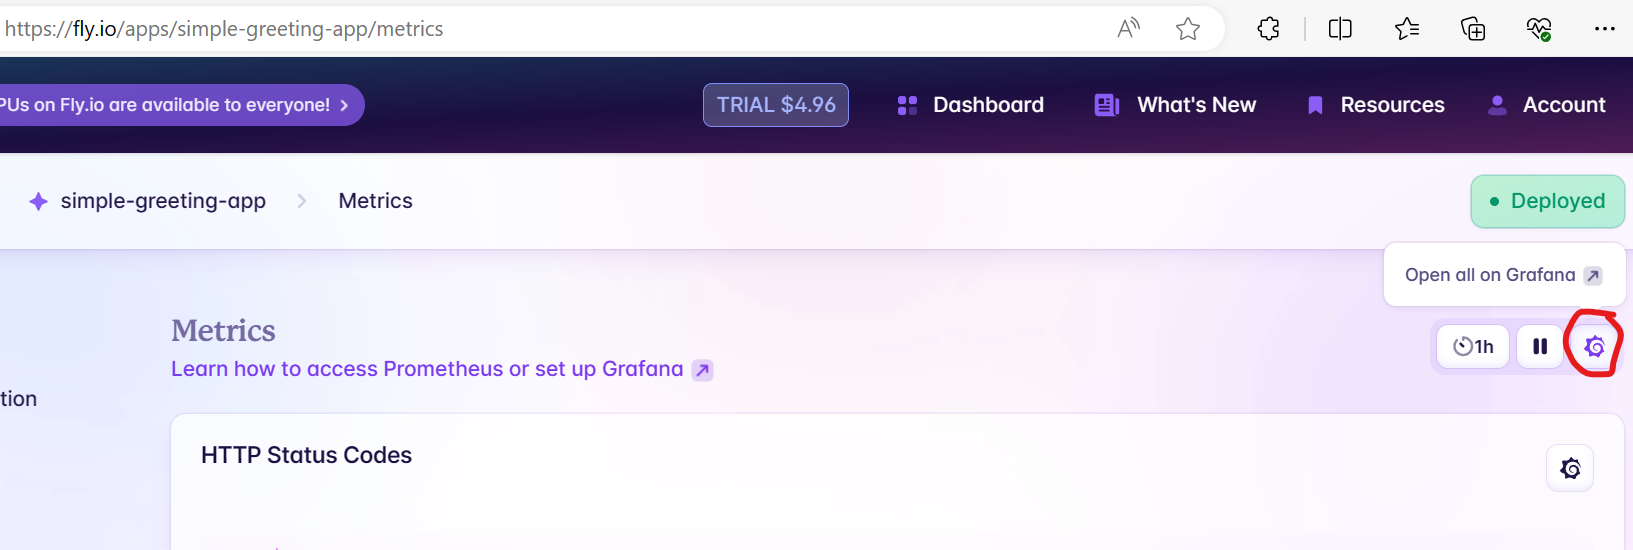 https://fly.io/apps/simple-greeting-app/metrics
PUs on Fly.io are available to everyone!
TRIAL $4.96
Dashboard
What's New
Resources
Account
simple-greeting-app
Metrics
Deployed
Open all on Grafana
Metrics
1h
Learn how to access Prometheus or set up Grafana
tion
HTTP Status Codes